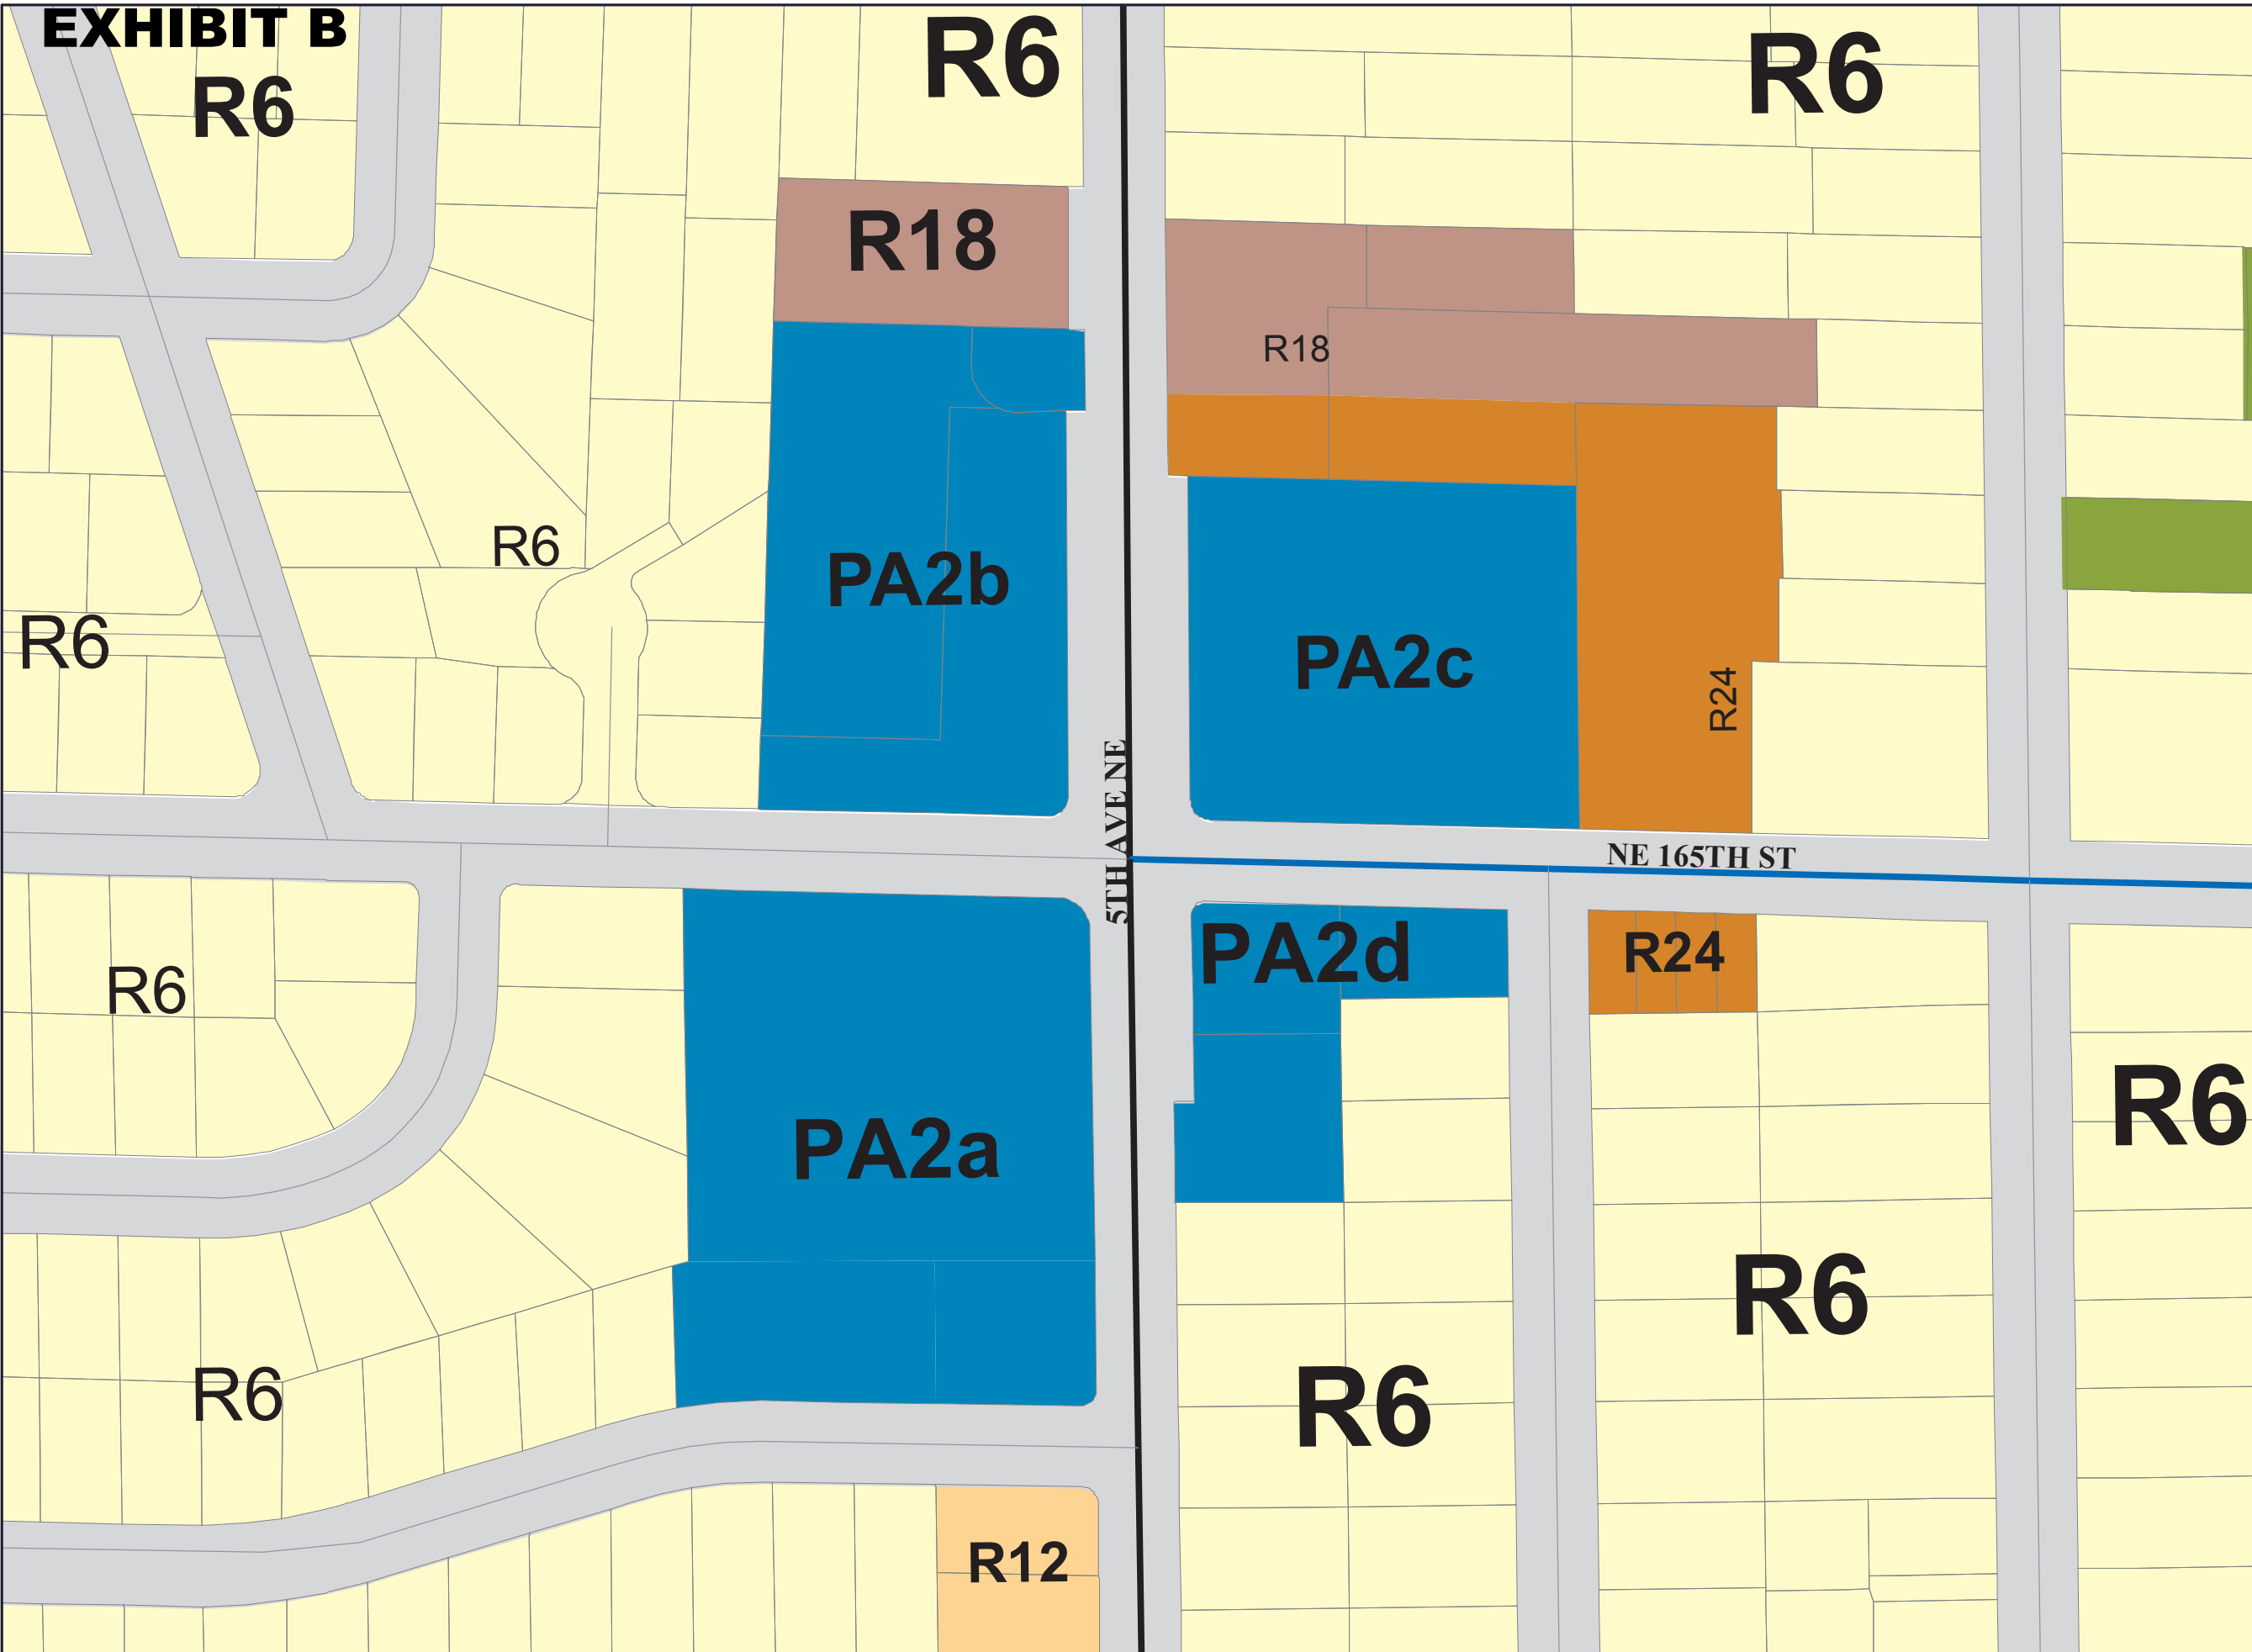 EXHIBIT B
R6
R6
R6
R18
R18
R6
PA2b
R6
PA2c
R24
5TH AVE NE
NE 165TH ST
PA2d
R24
R6
R6
PA2a
R6
R6
R6
R12